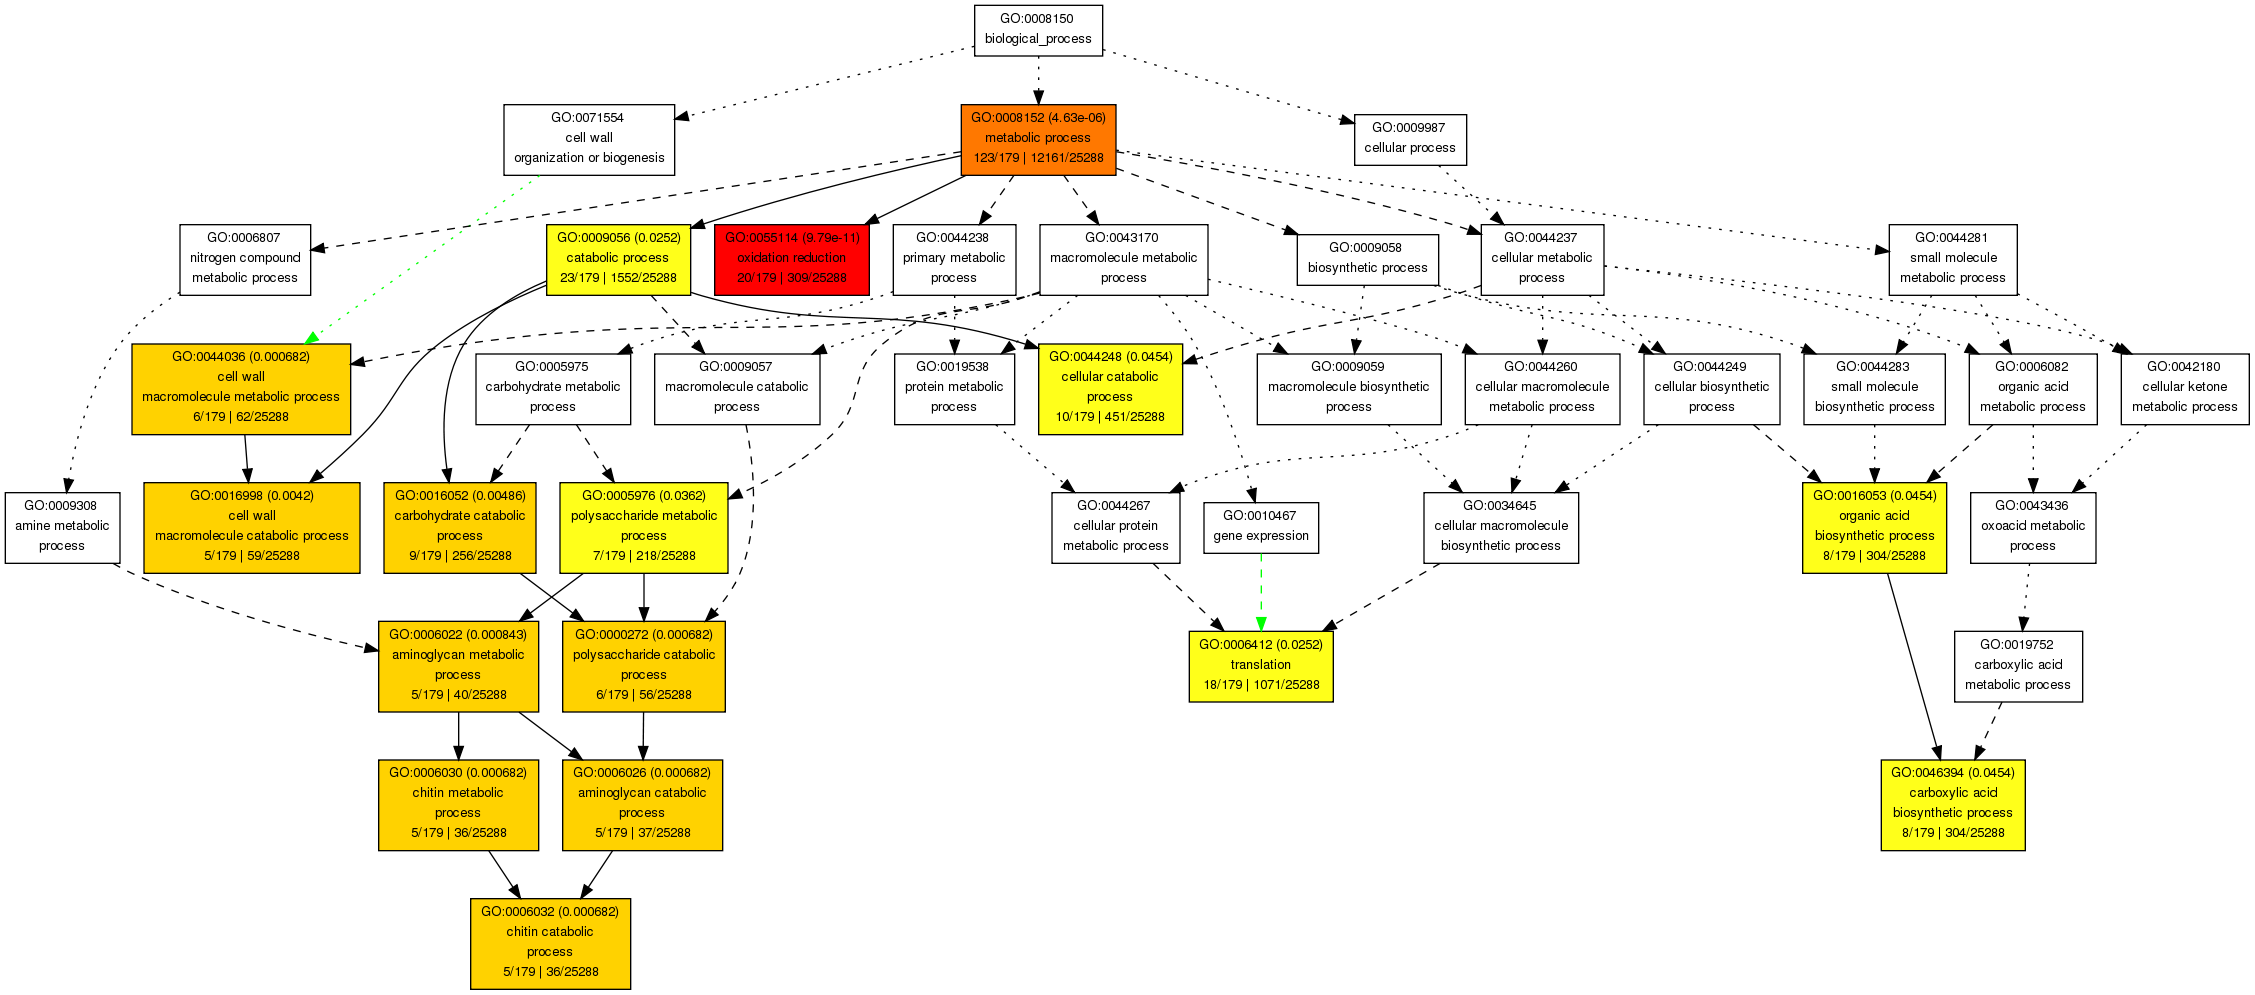 GO:0008150
biological_process
GO:0071554
cell wall
organization or biogenesis
GO:0008152 (4.63e-06)
metabolic process
123/179 | 12161/25288
GO:0009987
cellular process
GO:0006807
nitrogen compound
metabolic process
GO:0009056 (0.0252)
catabolic process
23/179 | 1552/25288
GO:0055114 (9.79e-11)
oxidation reduction
20/179 | 309/25288
GO:0044238
primary metabolic
process
GO:0043170
macromolecule metabolic
process
GO:0009058
biosynthetic process
GO:0044237
cellular metabolic
process
GO:0044281
small molecule
metabolic process
GO:0044036 (0.000682)
cell wall
macromolecule metabolic process
6/179 | 62/25288
GO:0005975
carbohydrate metabolic
process
GO:0009057
macromolecule catabolic
process
GO:0019538
protein metabolic
process
GO:0044248 (0.0454)
cellular catabolic
process
10/179 | 451/25288
GO:0009059
macromolecule biosynthetic
process
GO:0044260
cellular macromolecule
metabolic process
GO:0044249
cellular biosynthetic
process
GO:0044283
small molecule
biosynthetic process
GO:0006082
organic acid
metabolic process
GO:0042180
cellular ketone
metabolic process
GO:0009308
amine metabolic
process
GO:0016998 (0.0042)
cell wall
macromolecule catabolic process
5/179 | 59/25288
GO:0016052 (0.00486)
carbohydrate catabolic
process
9/179 | 256/25288
GO:0005976 (0.0362)
polysaccharide metabolic
process
7/179 | 218/25288
GO:0044267
cellular protein
metabolic process
GO:0010467
gene expression
GO:0034645
cellular macromolecule
biosynthetic process
GO:0016053 (0.0454)
organic acid
biosynthetic process
8/179 | 304/25288
GO:0043436
oxoacid metabolic
process
GO:0006022 (0.000843)
aminoglycan metabolic
process
5/179 | 40/25288
GO:0000272 (0.000682)
polysaccharide catabolic
process
6/179 | 56/25288
GO:0006412 (0.0252)
translation
18/179 | 1071/25288
GO:0019752
carboxylic acid
metabolic process
GO:0006030 (0.000682)
chitin metabolic
process
5/179 | 36/25288
GO:0006026 (0.000682)
aminoglycan catabolic
process
5/179 | 37/25288
GO:0046394 (0.0454)
carboxylic acid
biosynthetic process
8/179 | 304/25288
GO:0006032 (0.000682)
chitin catabolic
process
5/179 | 36/25288